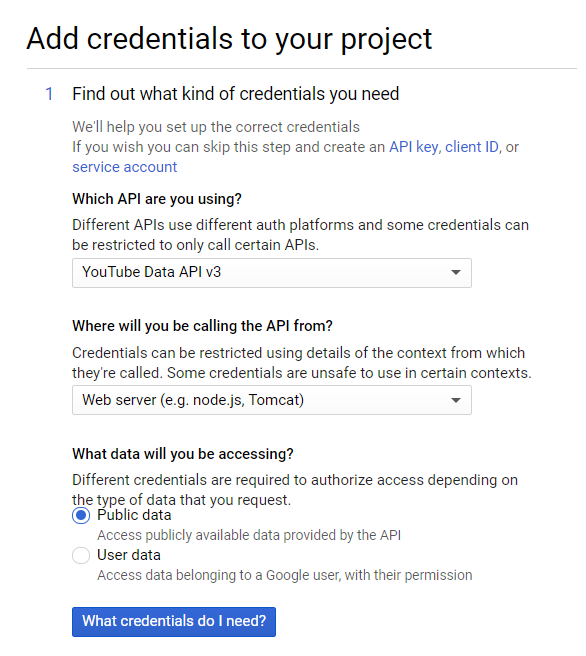 Add credentials to your project
1 Find out what kind of credentials you need
We'll help you set up the correct credentials
If you wish you can skip this step and create an API key, client ID, or
service account
Which API are you using?
Different APIs use different auth platforms and some credentials can
be restricted to only call certain APIs.
YouTube Data API v3
Where will you be calling the API from?
Credentials can be restricted using details of the context from which
they're called. Some credentials are unsafe to use in certain contexts.
Web server (e.g. node.js, Tomcat)
What data will you be accessing?
Different credentials are required to authorize access depending on
the type of data that you request.
Public data
Access publicly available data provided by the API
User data
Access data belonging to a Google user, with their permission
What credentials do I need?